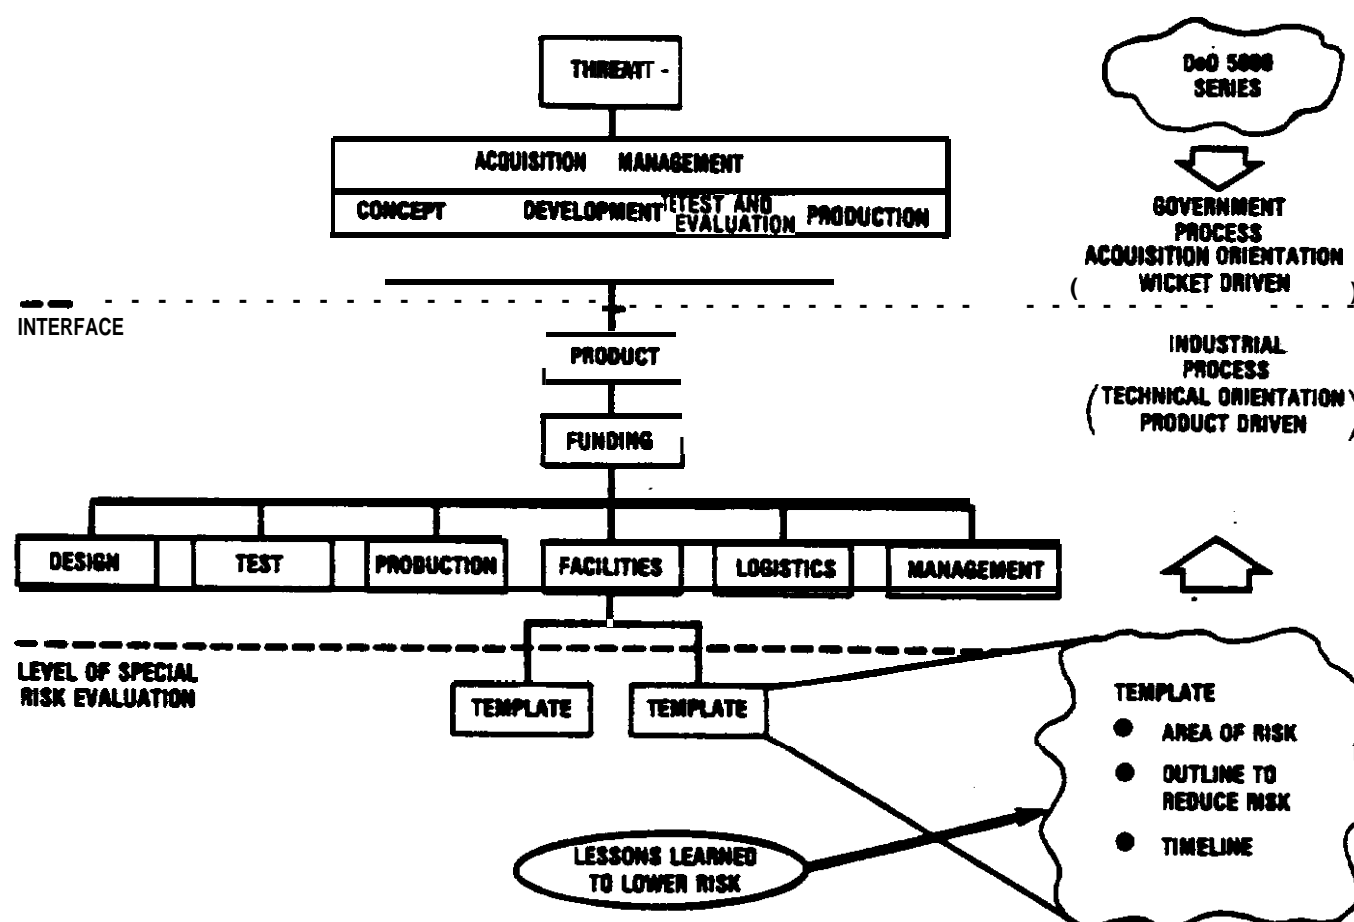 THREAT
DoD 5000
SERIES
ACQUISITION MANAGEMENT
CONCEPT DEVELOPMENT TEST AND
EVALUATION PRODUCTION
GOVERNMENT
PROCESS
ACQUISITION ORIENTATION
( WICKET DRIVEN )
INTERFACE
PRODUCT
INDUSTRIAL
PROCESS
( TECHNICAL ORIENTATION )
PRODUCT DRIVEN
FUNDING
DESIGN TEST PRODUCTION FACILITIES LOGISTICS MANAGEMENT
LEVEL OF SPECIAL
RISK EVALUATION
TEMPLATE TEMPLATE
TEMPLATE
● AREA OF RISK
● OUTLINE TO
REDUCE RISK
● TIMELINE
LESSONS LEARNED
TO LOWER RISK